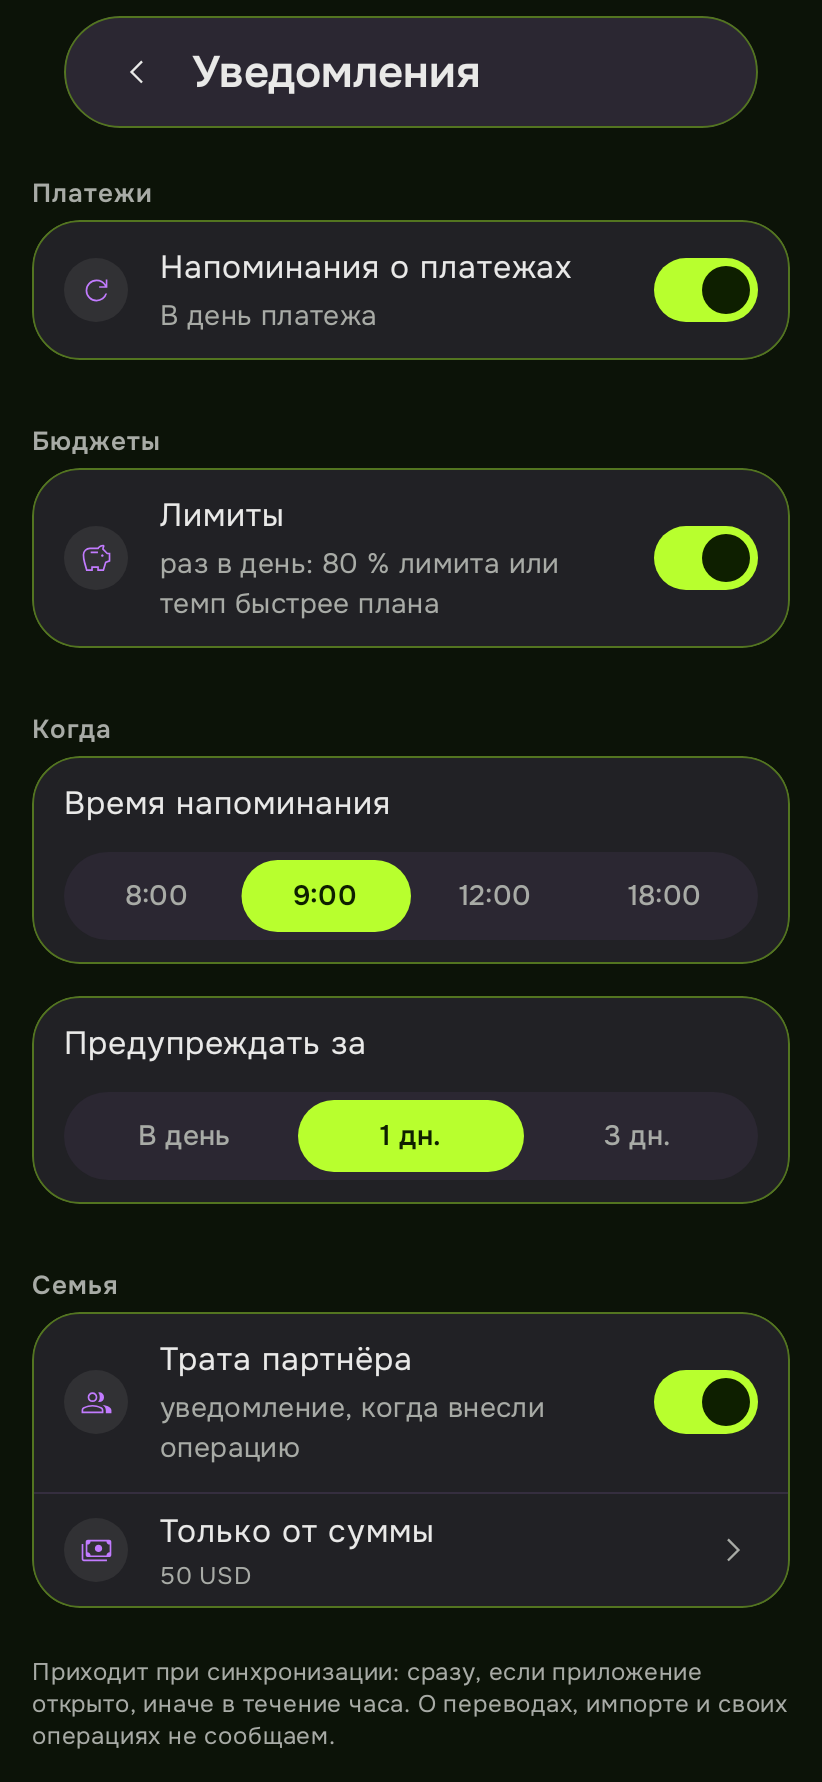 Уведомления
Платежи
Напоминания о платежах
В день платежа
Бюджеты
Лимиты
раз в день: 80 % лимита или
темп быстрее плана
Когда
Время напоминания
8:00 9:00 12:00 18:00
Предупреждать за
В день 1 дн. 3 дн.
Семья
Трата партнёра
уведомление, когда внесли
операцию
Только от суммы
50 USD
Приходит при синхронизации: сразу, если приложение
открыто, иначе в течение часа. О переводах, импорте и своих
операциях не сообщаем.